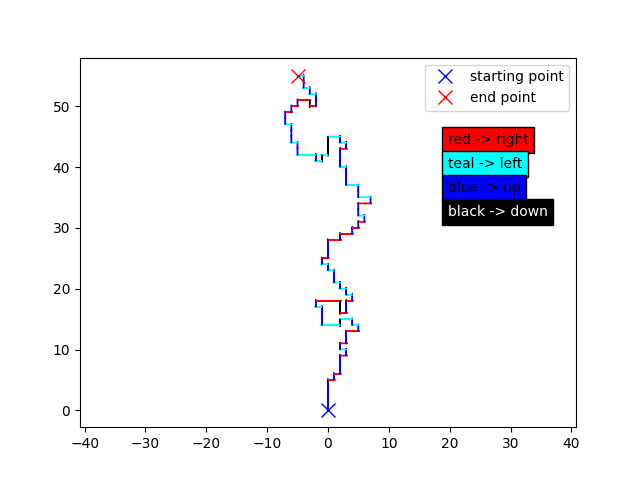 starting point
end point
red -> right
teal -> left
blue -> up
black -> down
50
40
30
20
10
0
−40
−30
−20
−10
0
10
20
30
40